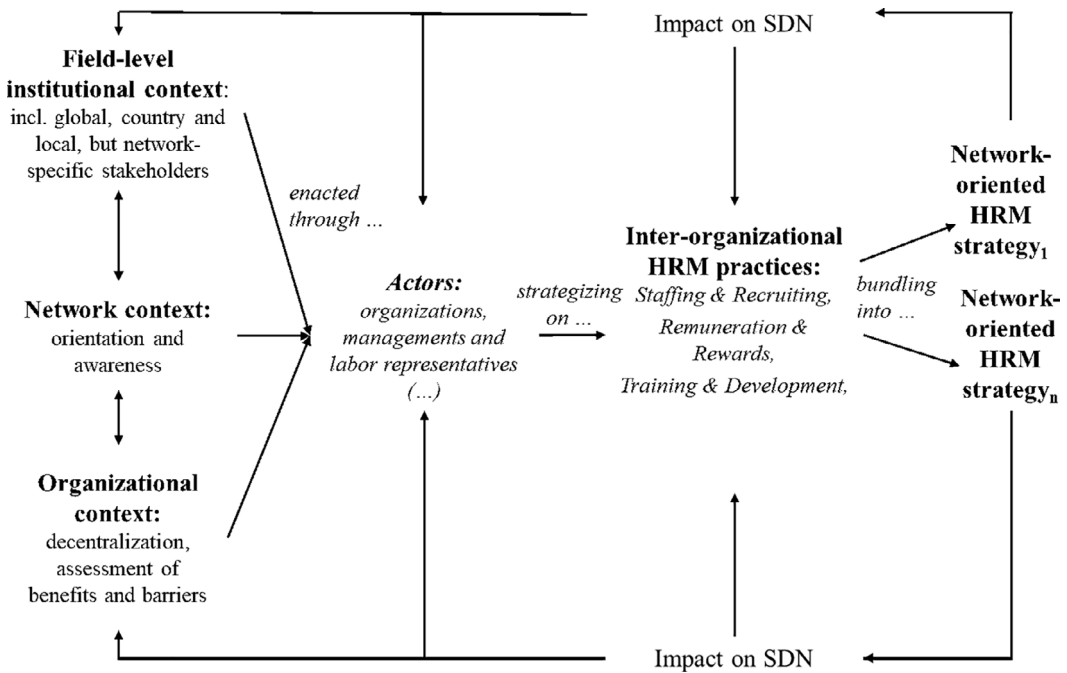 Impact on SDN
Field-level
institutional context:
incl. global, country and
local, but network-
specific stakeholders
enacted
through ...
Network context:
orientation and
awareness
Organizational
context:
decentralization,
assessment of
benefits and barriers
Actors:
organizations,
managements and
labor representatives
(...)
strategizing
on ...
Inter-organizational
HRM practices:
Staffing & Recruiting,
Remuneration &
Rewards,
Training & Development,
bundling
into ...
Network-
oriented
HRM
strategy1
Network-
oriented
HRM
strategyn
Impact on SDN